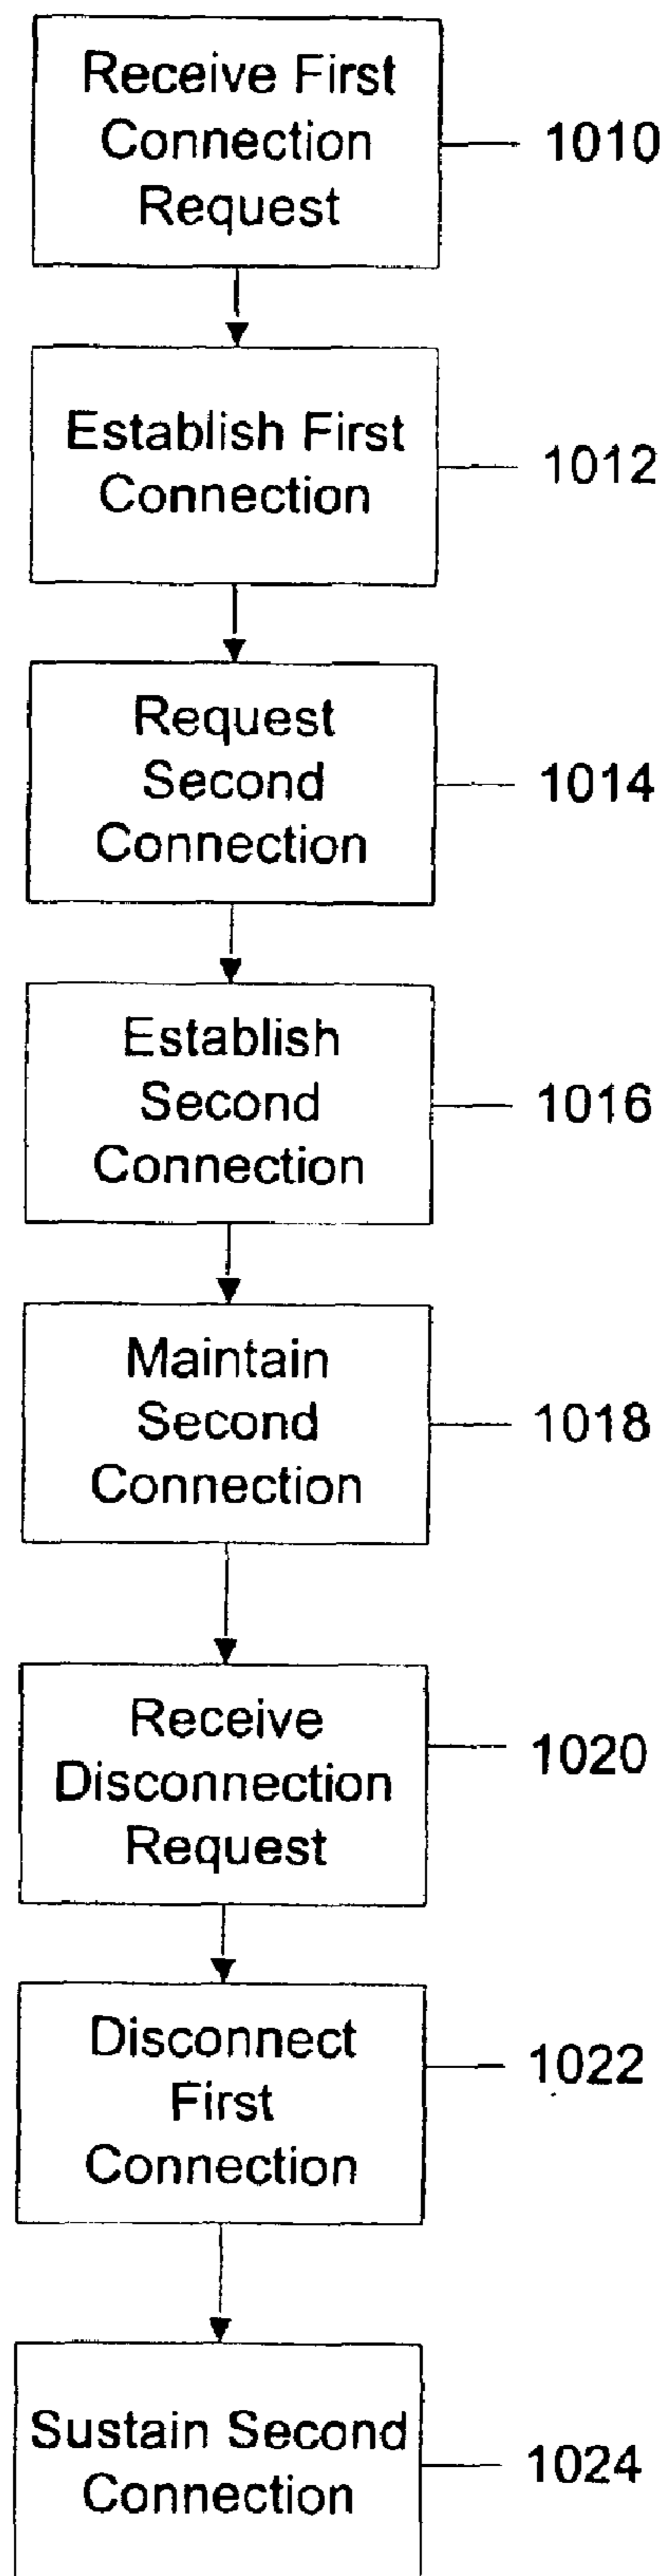 Receive First
Connection
Request
1010
Establish First
Connection
1012
Request
Second
Connection
1014
Establish
Second
Connection
1016
Maintain
Second
Connection
1018
Receive
Disconnection
Request
1020
Disconnect
First
Connection
1022
Sustain Second
Connection
1024